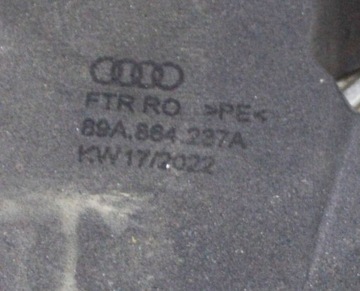 FTR RO >PE<
89A.864.237A
KW17/2022